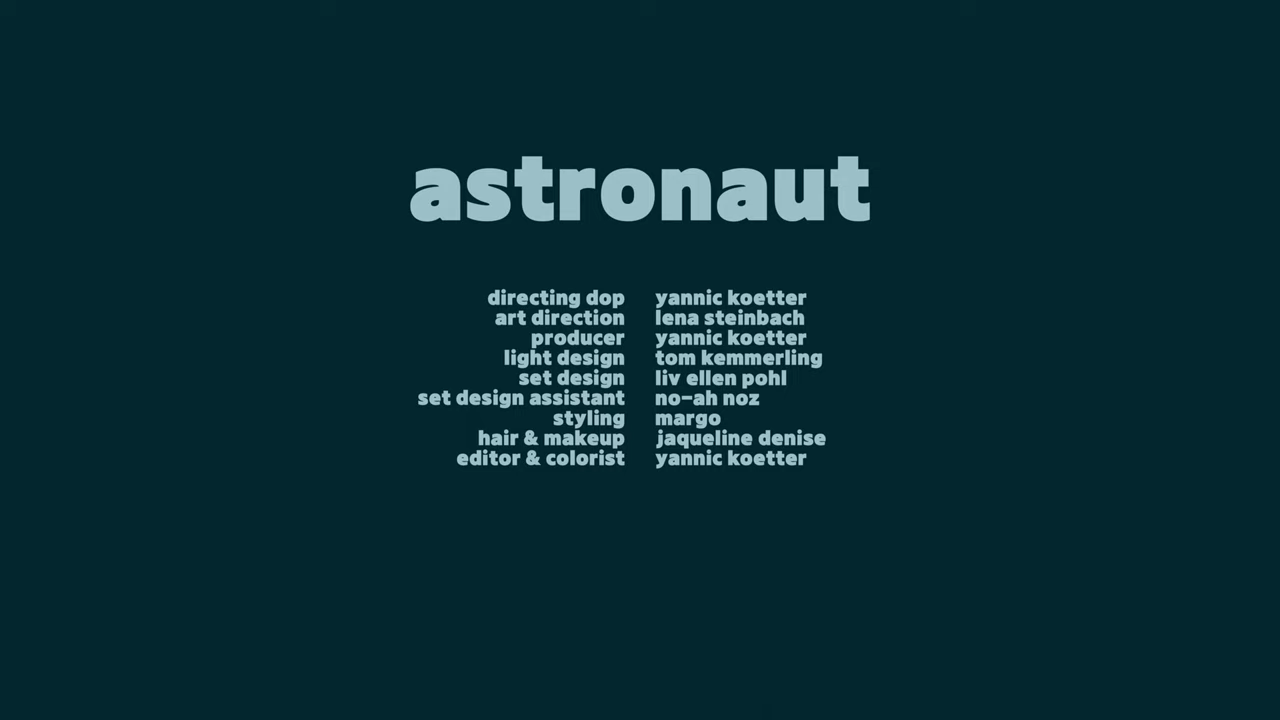 astronaut
directing dop yannic koetter
art direction lena steinbach
producer yannic koetter
light design tom kemmerling
set design liv ellen pohl
set design assistant no-ah noz
styling margo
hair & makeup jaqueline denise
editor & colorist yannic koetter